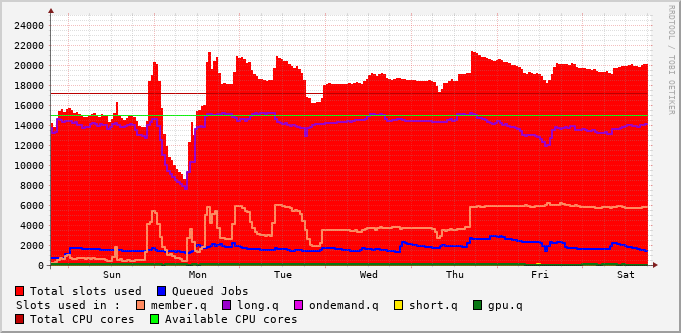 24000
22000
20000
18000
16000
14000
12000
10000
8000
6000
4000
2000
0
Sun Mon Tue Wed Thu Fri Sat
RRDTOOL / TOBI OETIKER
Total slots used Queued Jobs
Slots used in : member.q long.q ondemand.q short.q gpu.q
Total CPU cores Available CPU cores